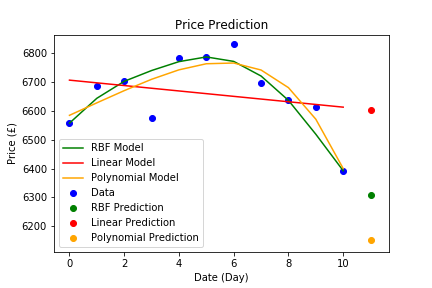 Price Prediction
Price (£)
6800
6700
6600
6500
6400
6300
6200
RBF Model
Linear Model
Polynomial Model
Data
RBF Prediction
Linear Prediction
Polynomial Prediction
0 2 4 6 8 10
Date (Day)